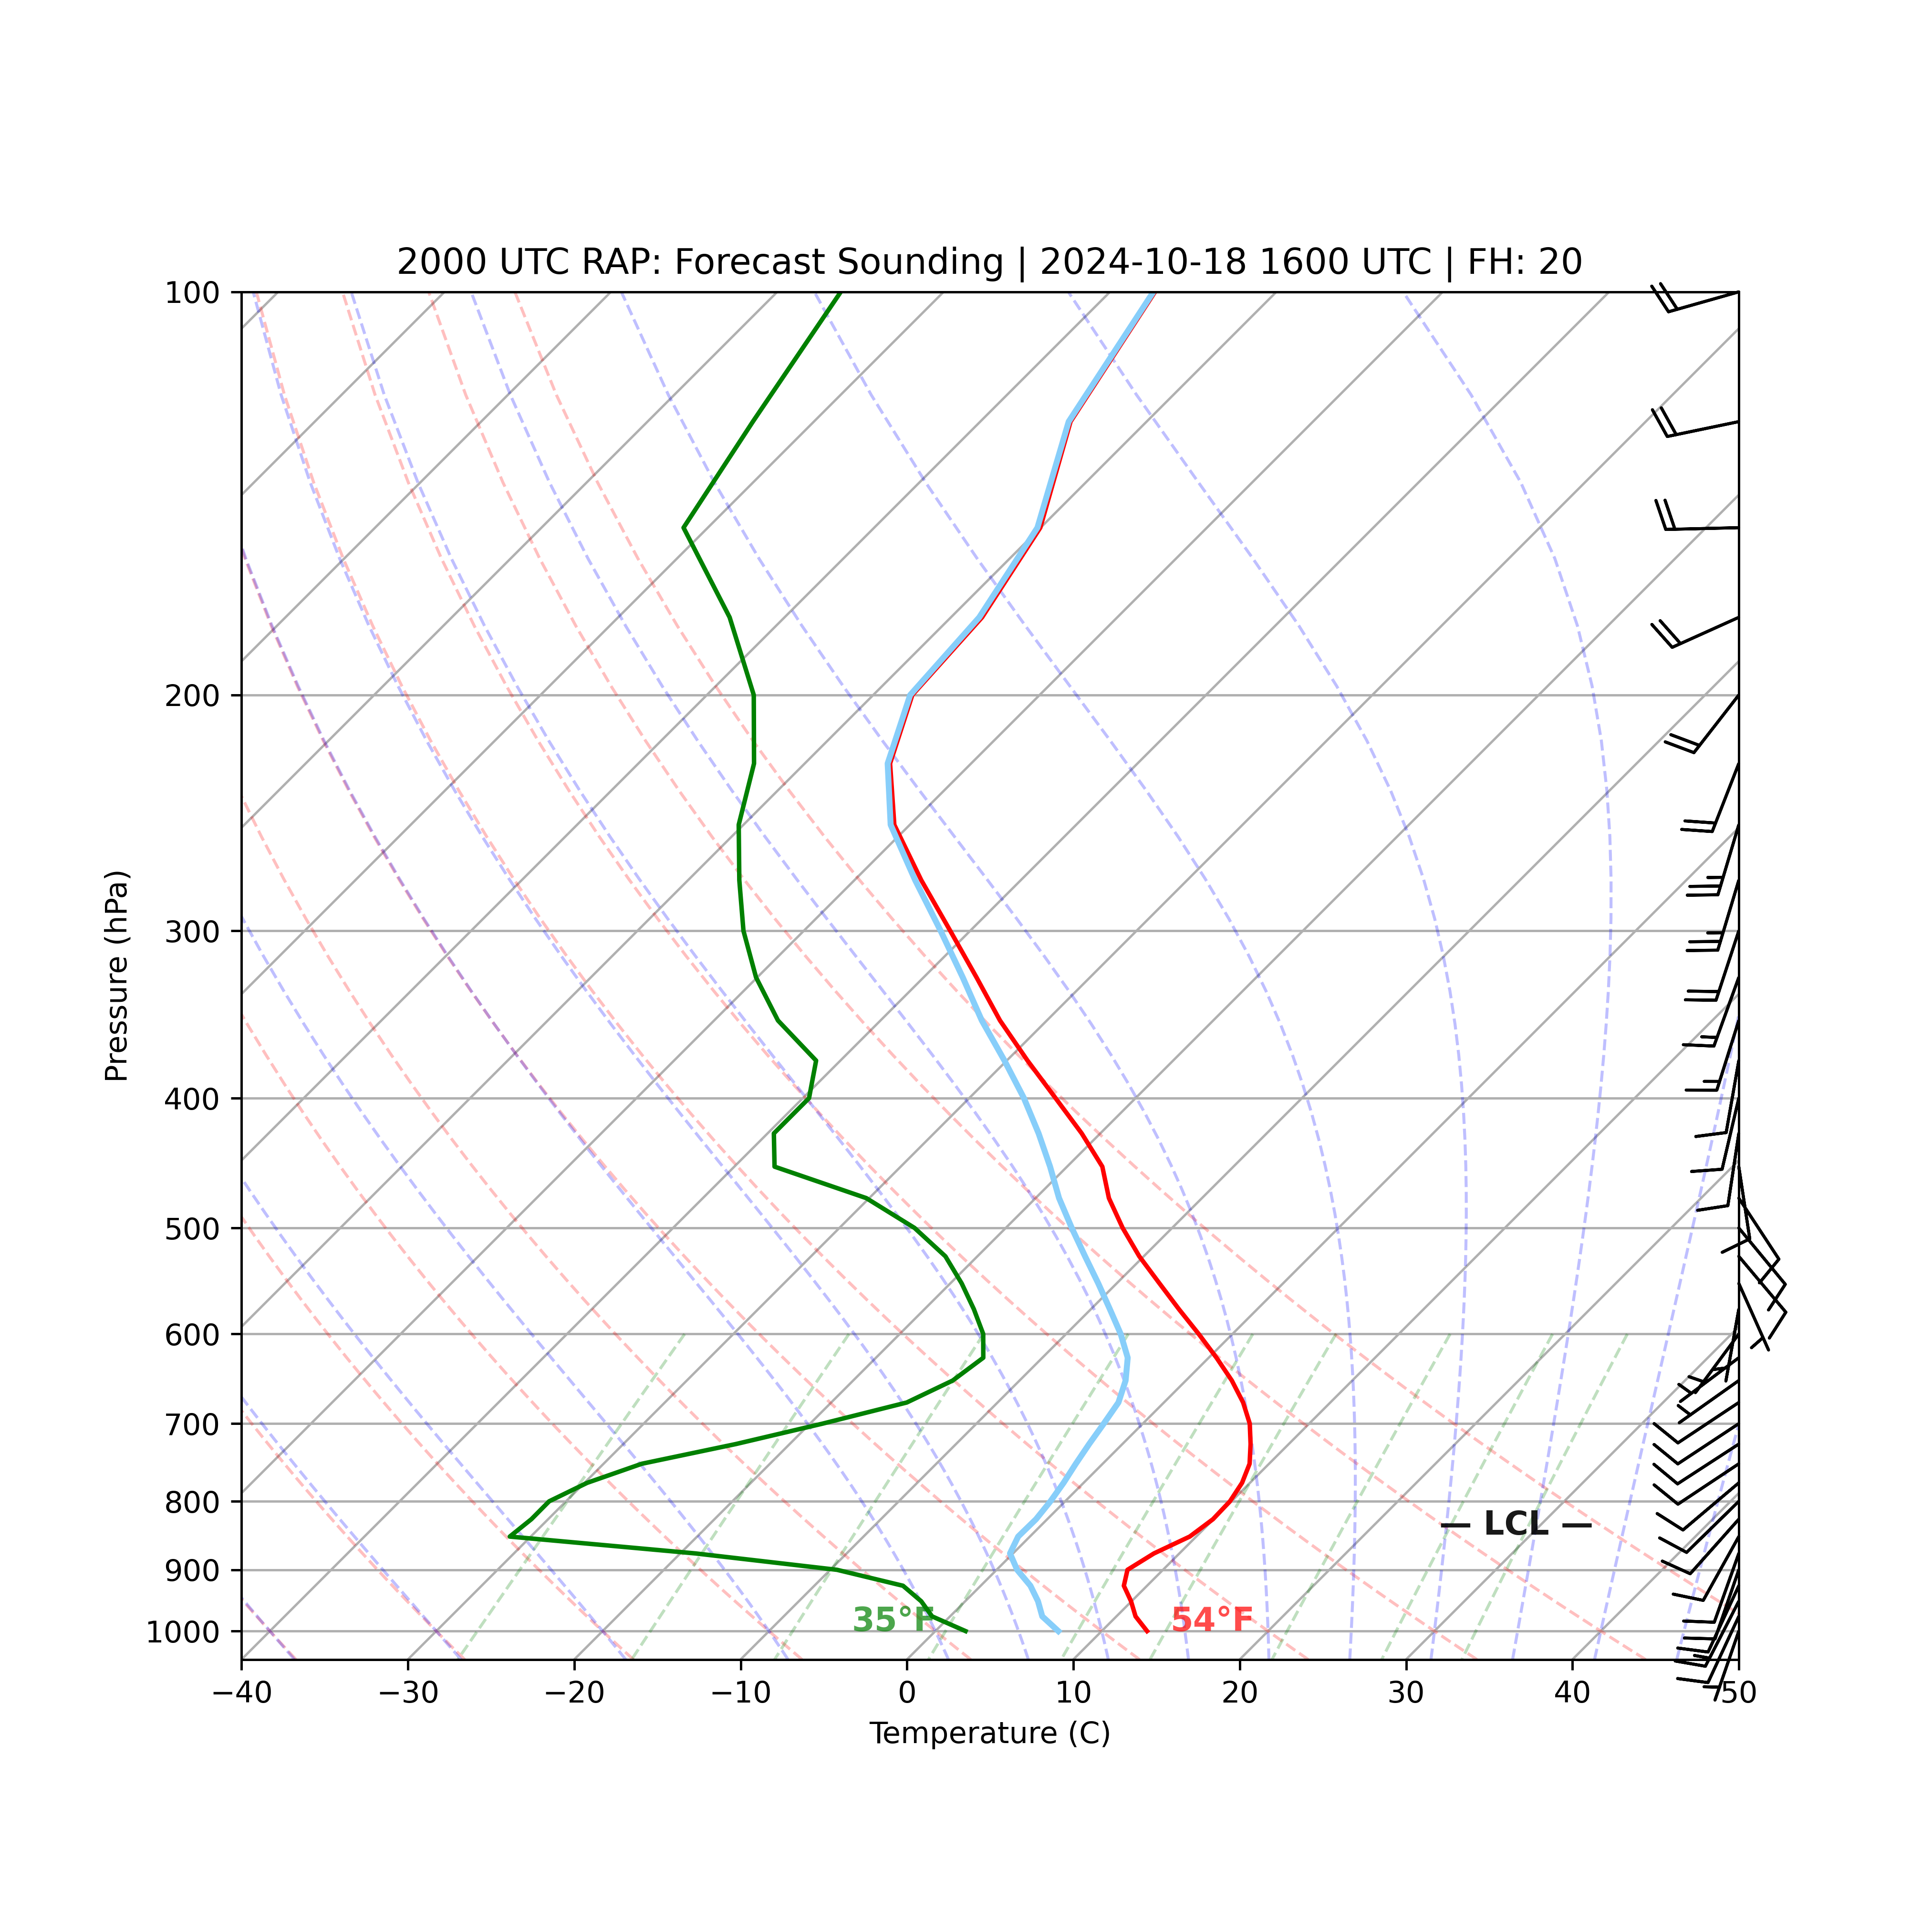 2000 UTC RAP: Forecast Sounding | 2024-10-18 1600 UTC | FH: 20
100
200
300
400
500
600
700
800
900
1000
Pressure (hPa)
— LCL —
35°F
54°F
−40 −30 −20 −10 0 10 20 30 40 50
Temperature (C)